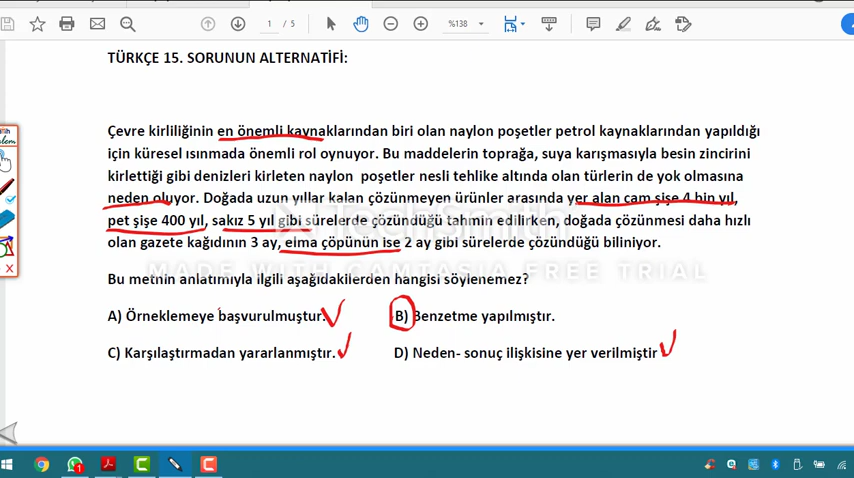 1 / 5
%138
TÜRKÇE 15. SORUNUN ALTERNATİFİ:
Çevre kirliliğinin en önemli kaynaklarından biri olan naylon poşetler petrol kaynaklarından yapıldığı
için küresel ısınmada önemli rol oynuyor. Bu maddelerin toprağa, suya karışmasıyla besin zincirini
kirlettiği gibi denizleri kirleten naylon poşetler nesli tehlike altında olan türlerin de yok olmasına
neden oluyor. Doğada uzun yıllar kalan çözünmeyen ürünler arasında yer alan cam şişe 4 bin yıl,
pet şişe 400 yıl, sakız 5 yıl gibi sürelerde çözündüğü tahmin edilirken, doğada çözünmesi daha hızlı
olan gazete kağıdının 3 ay, elma çöpünün ise 2 ay gibi sürelerde çözündüğü biliniyor.
TechSmith
MADE WITH CAMTASIA FREE TRIAL
Bu metnin anlatımıyla ilgili aşağıdakilerden hangisi söylenemez?
A) Örneklemeye başvurulmuştur.
B) Benzetme yapılmıştır.
C) Karşılaştırmadan yararlanmıştır.
D) Neden- sonuç ilişkisine yer verilmiştir